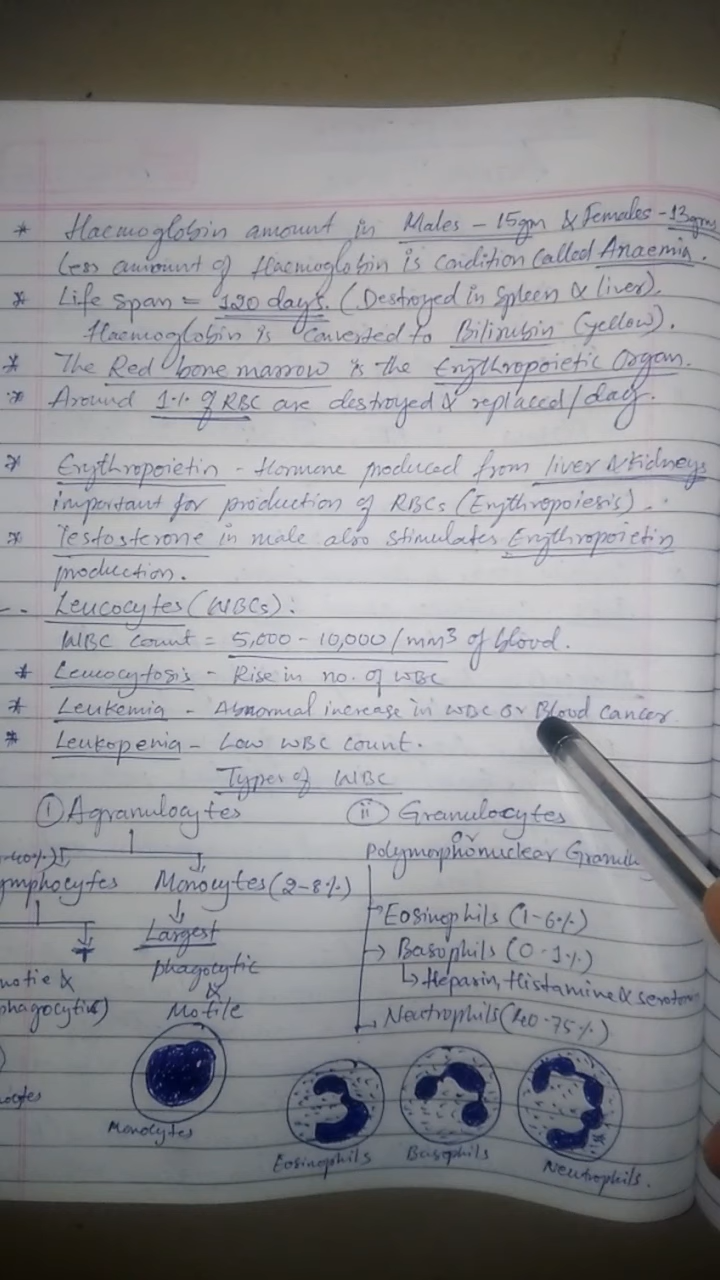 * Haemoglobin amount in Males - 15gm & Females - 13gms
Less amount of Haemoglobin is condition called Anaemia.
* Life span = 120 days. (Destroyed in Spleen & liver).
Haemoglobin is converted to Bilirubin (yellow).
* The Red bone marrow is the Erythropoietic Organ.
* Around 1% of RBC are destroyed & replaced/day.
* Erythropoietin - Hormone produced from liver & kidneys
important for production of RBCs (Erythropoiesis).
* Testosterone in male also stimulates Erythropoietin
production.
Leucocytes (WBCs):
WBC count = 5,000 - 10,000/mm³ of blood.
* Leucocytosis - Rise in no. of WBC
* Leukemia - Abnormal increase in WBC or Blood cancer
* Leukopenia - Low WBC count.
Types of WBC
(i) Agranulocytes (ii) Granulocytes
or
-40%) Polymorphonuclear
ymphocytes Monocytes (2-8%)
Eosinophils (1-6%)
Largest
Basophils (0-1%)
phagocytic
Heparin, Histamine &
motile &
&
phagocytive) Motile
Neutrophils (40-75%)
Monocytes
Eosinophils Basophils Neutrophils.